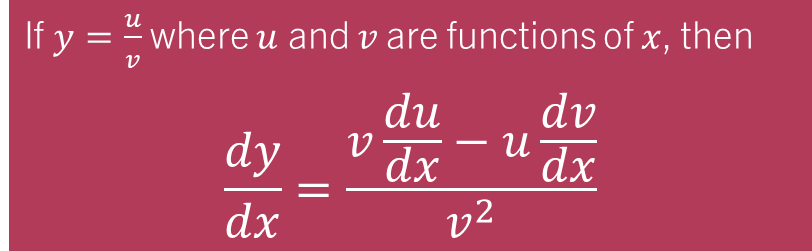 If y = u/v where u and v are functions of x, then
dy/dx = (v du/dx − u dv/dx)/v²